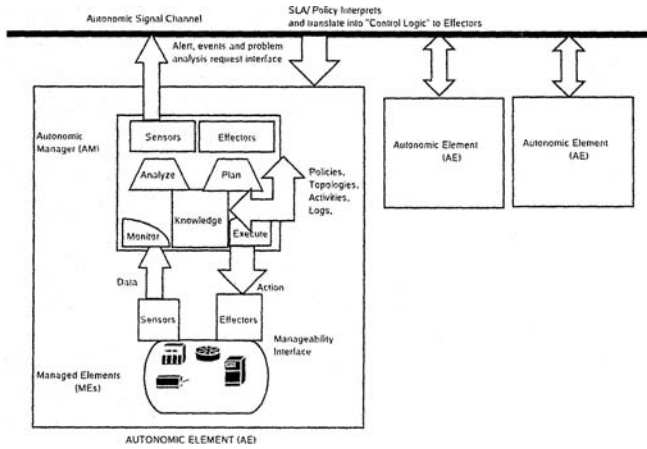 Autonomic Signal Channel
SLA/ Policy Interprets
and translate into "Control Logic" to Effectors
Alert, events and problem
analysis request interface
Autonomic
Manager (AM)
Sensors
Effectors
Analyze
Plan
Knowledge
Monitor
Execute
Policies,
Topologies,
Activities,
Logs,
Autonomic Element
(AE)
Autonomic Element
(AE)
Data
Action
Sensors
Effectors
Manageability
Interface
Managed Elements
(MEs)
AUTONOMIC ELEMENT (AE)